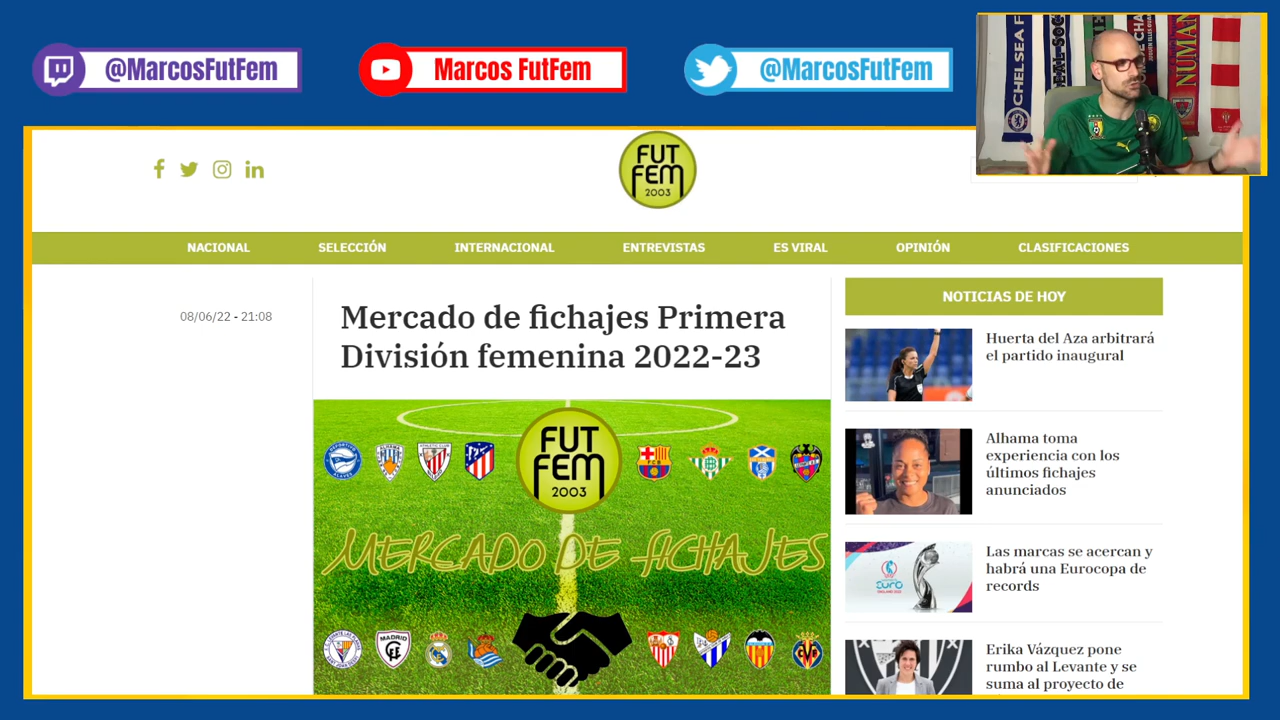 @MarcosFutFem
Marcos FutFem
@MarcosFutFem
CHELSEA F
NUMAN
FUT
FEM
2003
NACIONAL
SELECCIÓN
INTERNACIONAL
ENTREVISTAS
ES VIRAL
OPINIÓN
CLASIFICACIONES
08/06/22 - 21:08
Mercado de fichajes Primera
División femenina 2022-23
FUT
FEM
2003
MERCADO DE FICHAJES
MADRID
NOTICIAS DE HOY
Huerta del Aza arbitrará
el partido inaugural
Alhama toma
experiencia con los
últimos fichajes
anunciados
Las marcas se acercan y
habrá una Eurocopa de
records
Erika Vázquez pone
rumbo al Levante y se
suma al proyecto de